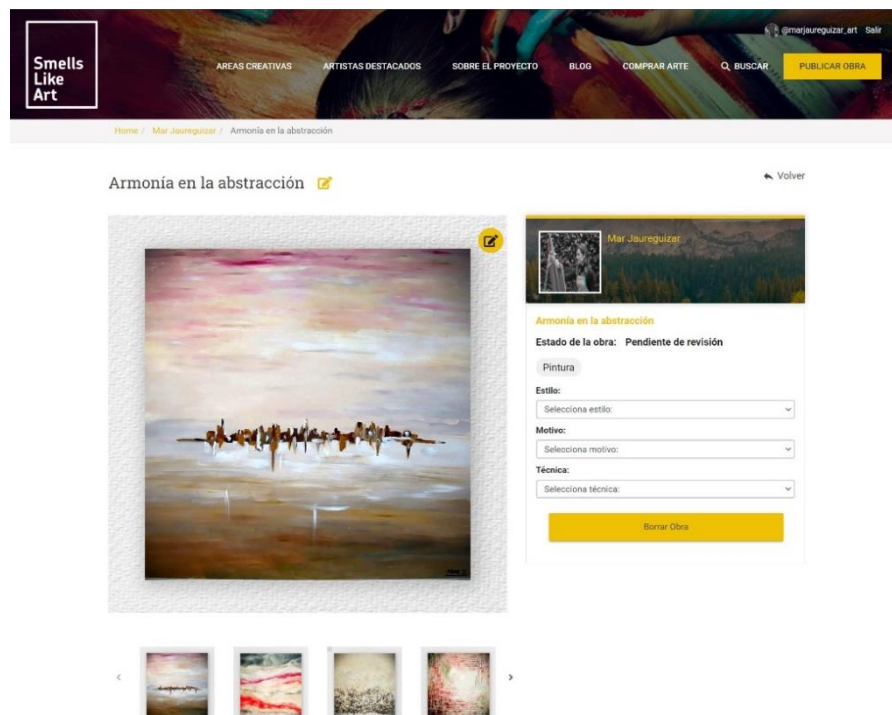 Smells
Like
Art
@marjaureguizar_art Salir
AREAS CREATIVAS ARTISTAS DESTACADOS SOBRE EL PROYECTO BLOG COMPRAR ARTE BUSCAR PUBLICAR OBRA
Home / Mar Jaureguizar / Armonía en la abstracción
Armonía en la abstracción
Volver
Mar Jaureguizar
Armonía en la abstracción
Estado de la obra: Pendiente de revisión
Pintura
Estilo:
Selecciona estilo:
Motivo:
Selecciona motivo:
Técnica:
Selecciona técnica:
Borrar Obra